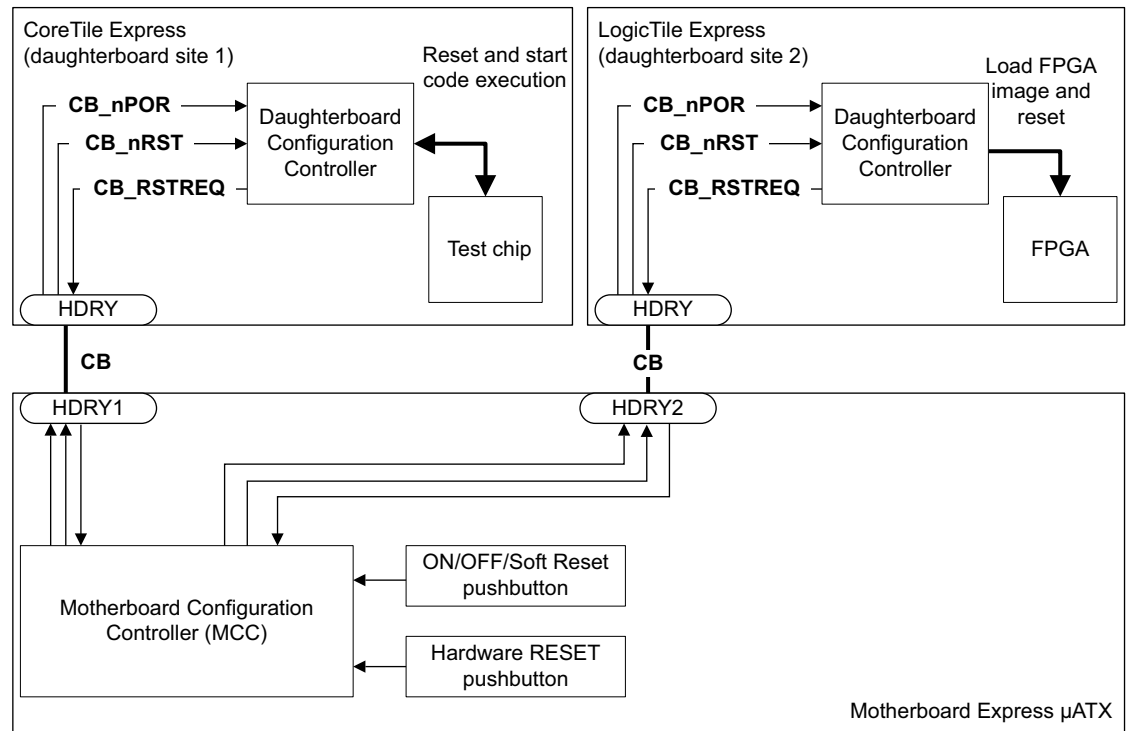 CoreTile Express
(daughterboard site 1)
Reset and start
code execution
CB_nPOR
CB_nRST
CB_RSTREQ
Daughterboard
Configuration
Controller
Test chip
HDRY
CB
LogicTile Express
(daughterboard site 2)
Load FPGA
image and
reset
CB_nPOR
CB_nRST
CB_RSTREQ
Daughterboard
Configuration
Controller
FPGA
HDRY
CB
HDRY1
HDRY2
Motherboard Configuration
Controller (MCC)
ON/OFF/Soft Reset
pushbutton
Hardware RESET
pushbutton
Motherboard Express µATX